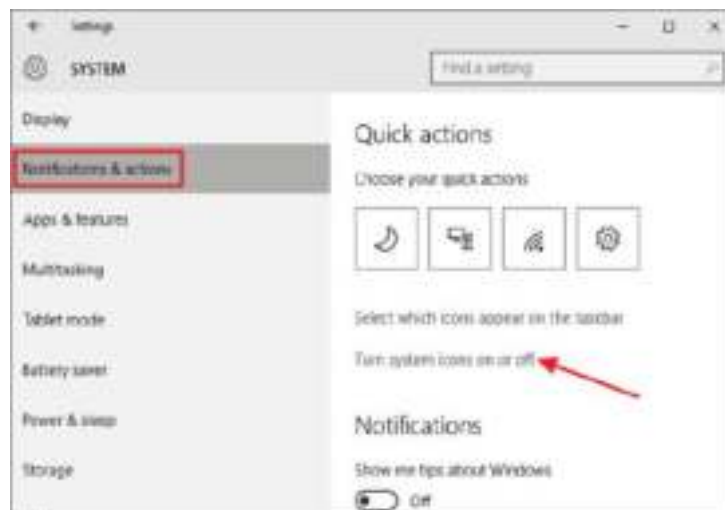 Settings
SYSTEM
Find a setting
Display
Notifications & actions
Apps & features
Multitasking
Tablet mode
Battery saver
Power & sleep
Storage
Quick actions
Choose your quick actions
Select which icons appear on the taskbar
Turn system icons on or off
Notifications
Show me tips about Windows
Off